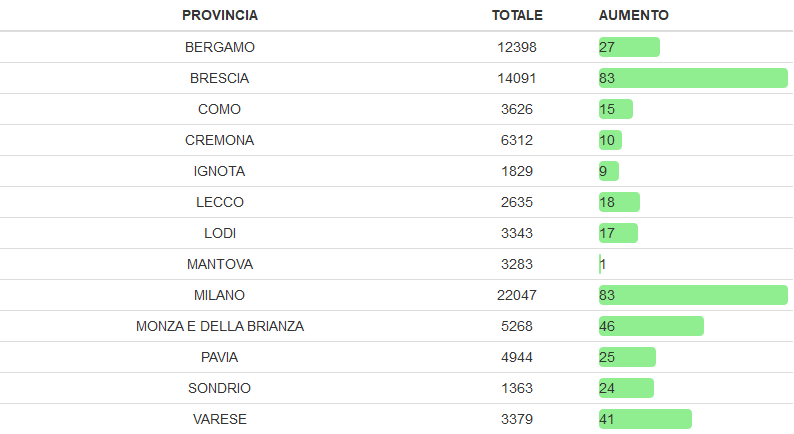 PROVINCIA TOTALE AUMENTO
BERGAMO 12398 27
BRESCIA 14091 83
COMO 3626 15
CREMONA 6312 10
IGNOTA 1829 9
LECCO 2635 18
LODI 3343 17
MANTOVA 3283 1
MILANO 22047 83
MONZA E DELLA BRIANZA 5268 46
PAVIA 4944 25
SONDRIO 1363 24
VARESE 3379 41